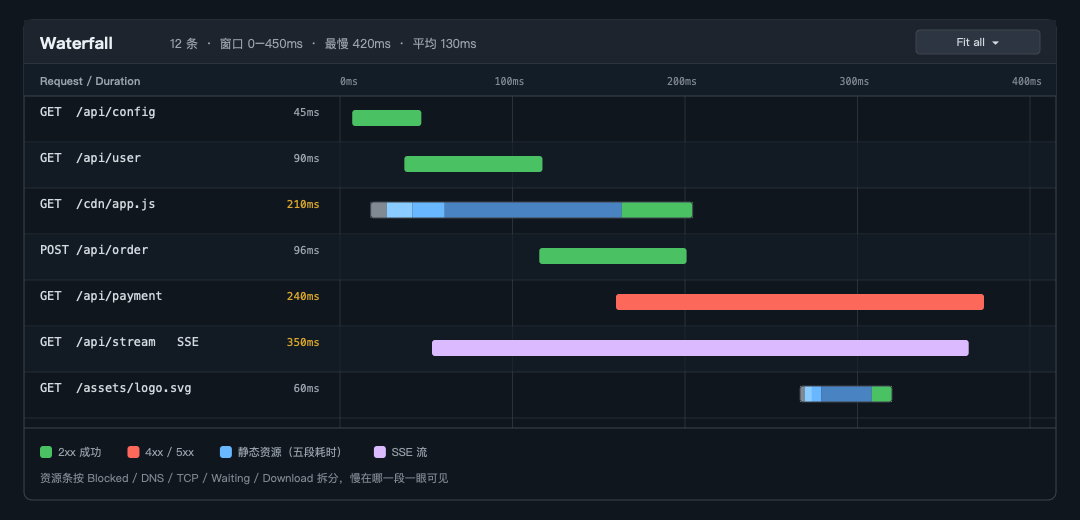 Waterfall 12 条 · 窗口 0—450ms · 最慢 420ms · 平均 130ms Fit all
Request / Duration 0ms 100ms 200ms 300ms 400ms
GET /api/config 45ms
GET /api/user 90ms
GET /cdn/app.js 210ms
POST /api/order 96ms
GET /api/payment 240ms
GET /api/stream SSE 350ms
GET /assets/logo.svg 60ms
2xx 成功 4xx / 5xx 静态资源（五段耗时） SSE 流
资源条按 Blocked / DNS / TCP / Waiting / Download 拆分，慢在哪一段一眼可见